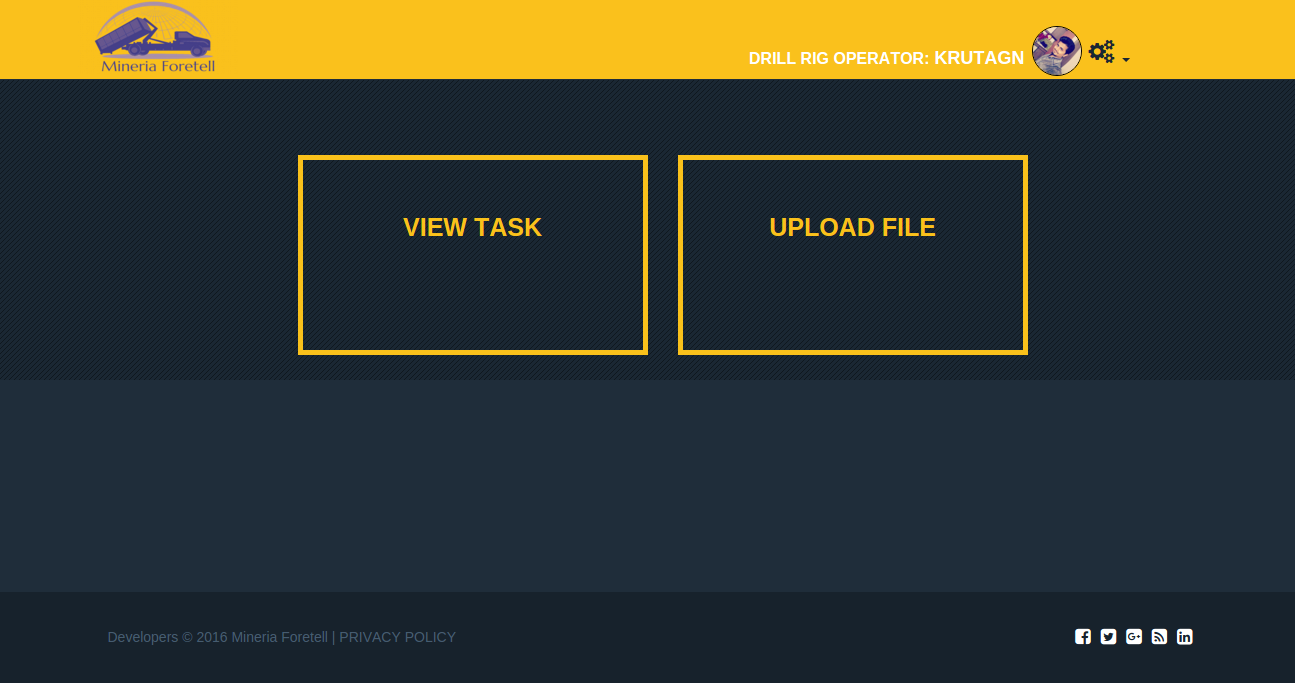 Mineria Foretell
DRILL RIG OPERATOR: KRUTAGN
VIEW TASK
UPLOAD FILE
Developers © 2016 Mineria Foretell | PRIVACY POLICY